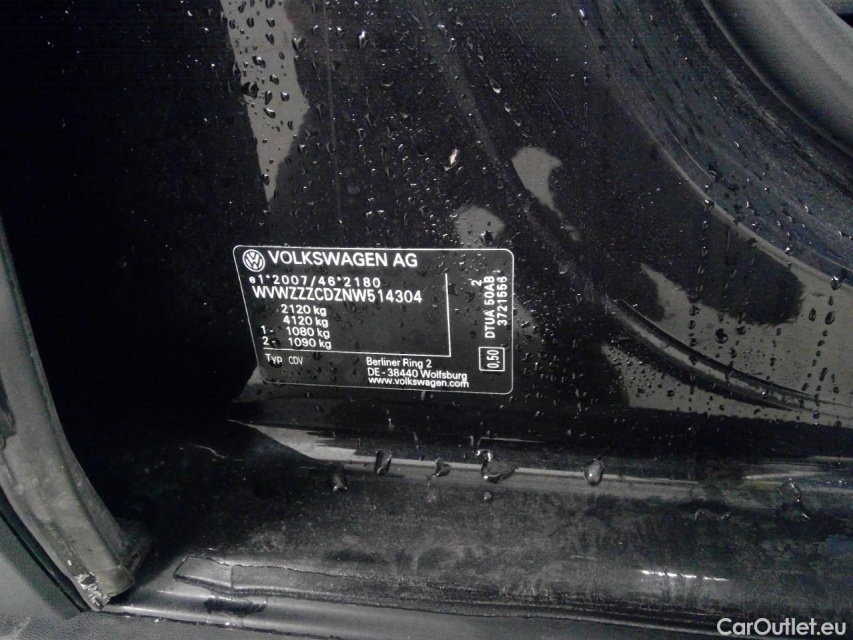 VOLKSWAGEN AG
e1*2007/46*2180
WVWZZZCDZNW514304
2120 kg
4120 kg
1- 1080 kg
2- 1090 kg
Typ CDV
Berliner Ring 2
DE - 38440 Wolfsburg
www.volkswagen.com
2
DTUA 50AB
3721556
0,50
CarOutlet.eu